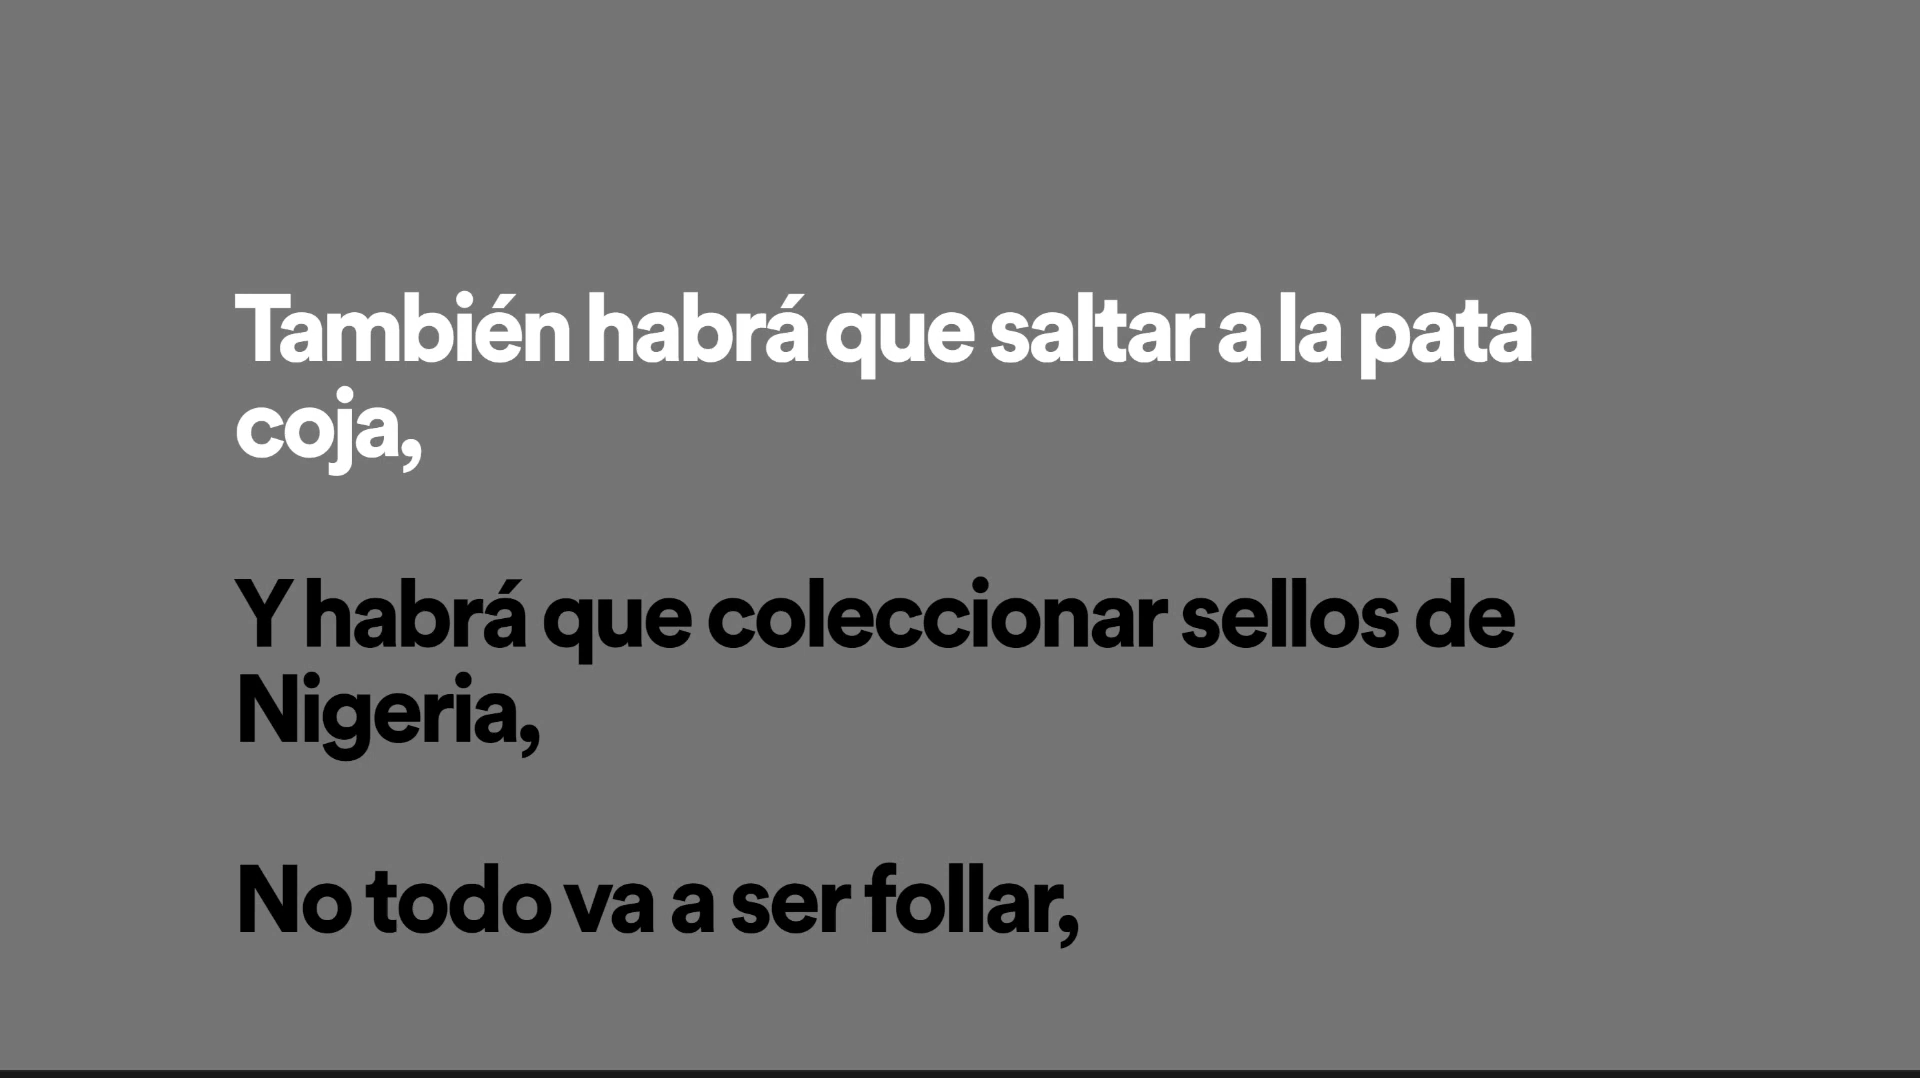 También habrá que saltar a la pata
coja,
Y habrá que coleccionar sellos de
Nigeria,
No todo va a ser follar,